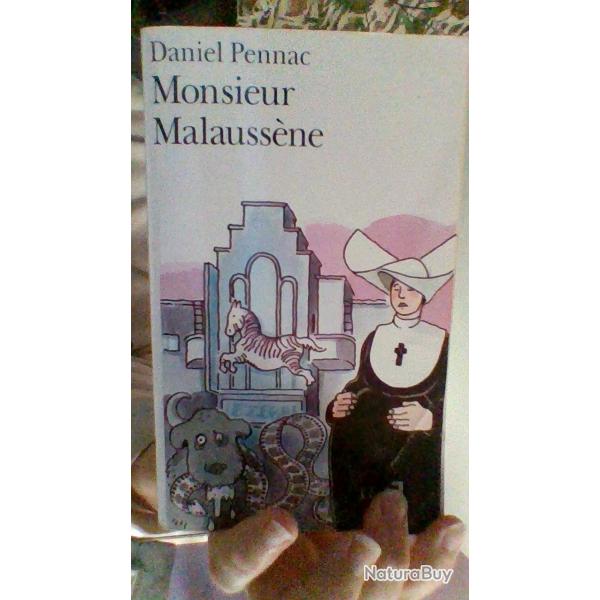 Daniel Pennac
Monsieur
Malaussène
NaturaBuy